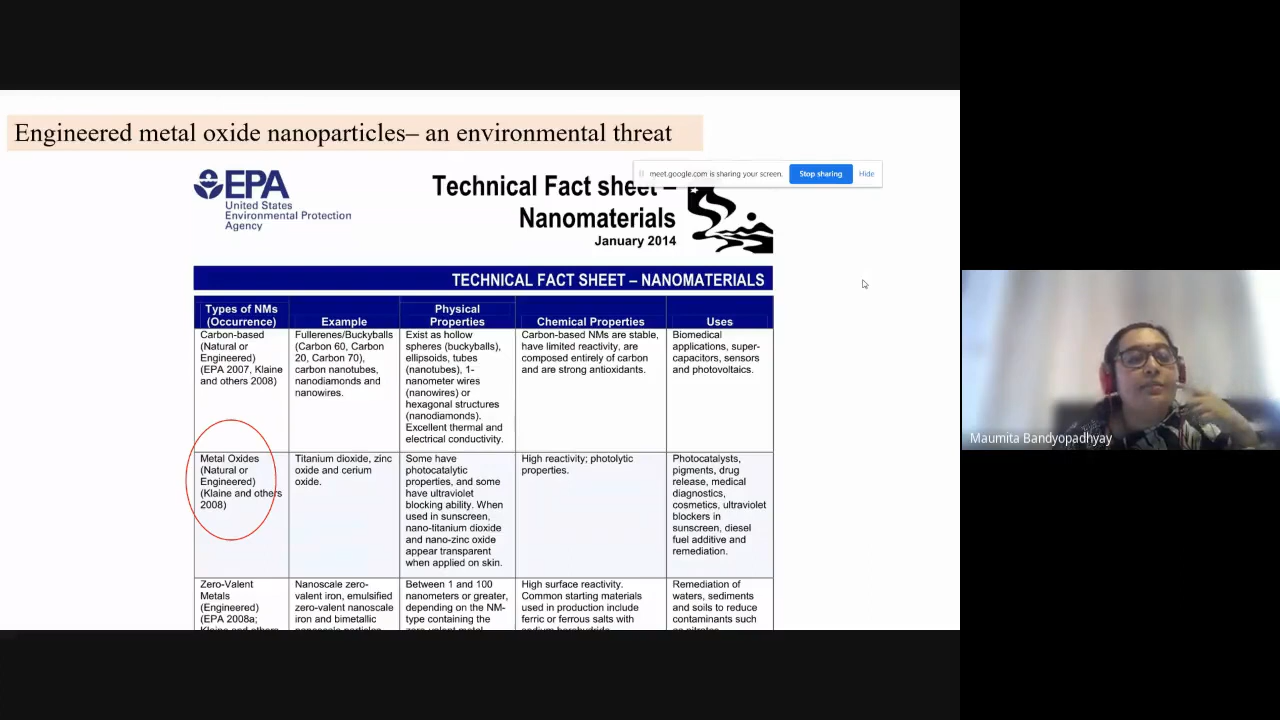 Engineered metal oxide nanoparticles– an environmental threat
meet.google.com is sharing your screen.
Stop sharing
Hide
EPA
United States
Environmental Protection
Agency
Technical Fact sheet –
Nanomaterials
January 2014
TECHNICAL FACT SHEET – NANOMATERIALS
Types of NMs
(Occurrence)
Example
Physical
Properties
Chemical Properties
Uses
Carbon-based
(Natural or
Engineered)
(EPA 2007, Klaine
and others 2008)
Fullerenes/Buckyballs
(Carbon 60, Carbon
20, Carbon 70),
carbon nanotubes,
nanodiamonds and
nanowires.
Exist as hollow
spheres (buckyballs),
ellipsoids, tubes
(nanotubes), 1-
nanometer wires
(nanowires) or
hexagonal structures
(nanodiamonds).
Excellent thermal and
electrical conductivity.
Carbon-based NMs are stable,
have limited reactivity, are
composed entirely of carbon
and are strong antioxidants.
Biomedical
applications, super-
capacitors, sensors
and photovoltaics.
Metal Oxides
(Natural or
Engineered)
(Klaine and others
2008)
Titanium dioxide, zinc
oxide and cerium
oxide.
Some have
photocatalytic
properties, and some
have ultraviolet
blocking ability. When
used in sunscreen,
nano-titanium dioxide
and nano-zinc oxide
appear transparent
when applied on skin.
High reactivity; photolytic
properties.
Photocatalysts,
pigments, drug
release, medical
diagnostics,
cosmetics, ultraviolet
blockers in
sunscreen, diesel
fuel additive and
remediation.
Zero-Valent
Metals
(Engineered)
(EPA 2008a;
Klaine and others
Nanoscale zero-
valent iron, emulsified
zero-valent nanoscale
iron and bimetallic
nanoscale particles
Between 1 and 100
nanometers or greater,
depending on the NM-
type containing the
zero-valent metal
High surface reactivity.
Common starting materials
used in production include
ferric or ferrous salts with
sodium borohydride
Remediation of
waters, sediments
and soils to reduce
contaminants such
as nitrates
Maumita Bandyopadhyay